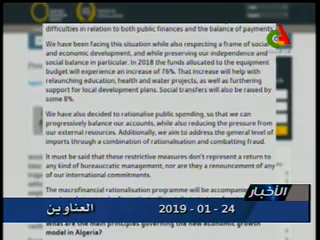 difficulties in relation to both public finances and the balance of payments.
We have been facing this situation while also respecting a frame of social
and economic development, and while preserving our independence and
social balance in particular. In 2018 the funds allocated to the equipment
budget will experience an increase of 76%. That increase will help with
relaunching education, health and water projects, as well as furthering
support for local development plans. Social transfers will also be raised by
some 8%.
We have also decided to rationalise public spending, so that we can
progressively balance our accounts, while also reducing the pressure from
our external resources. Additionally, we aim to address the general level of
imports through a combination of rationalisation and combatting fraud.
It must be said that these restrictive measures don't represent a return to
any kind of bureaucratic management, nor are they a renouncement of any
of our international commitments.
The macrofinancial rationalisation programme will be accompanie
الأخبار
العناوين
2019 - 01 - 24
What are the main principles governing the new economic growth
model in Algeria?